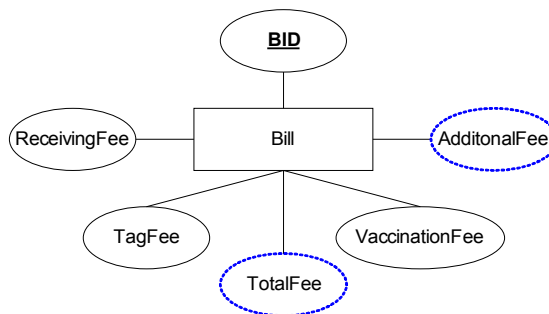 BID
ReceivingFee
Bill
AdditonalFee
TagFee
VaccinationFee
TotalFee